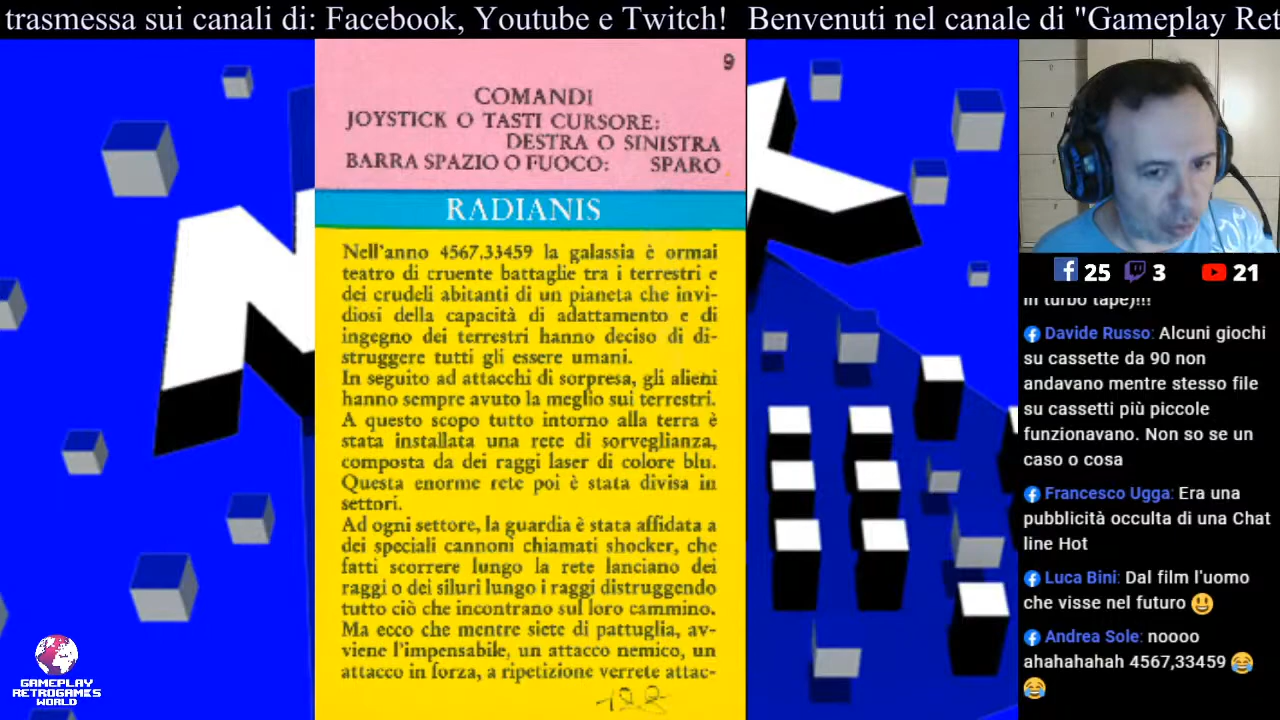 trasmessa sui canali di: Facebook, Youtube e Twitch! Benvenuti nel canale di "Gameplay Ret
9
COMANDI
JOYSTICK O TASTI CURSORE:
DESTRA O SINISTRA
BARRA SPAZIO O FUOCO: SPARO
RADIANIS
Nell'anno 4567,33459 la galassia è ormai
teatro di cruente battaglie tra i terrestri e
dei crudeli abitanti di un pianeta che invi-
diosi della capacità di adattamento e di
ingegno dei terrestri hanno deciso di di-
struggere tutti gli essere umani.
In seguito ad attacchi di sorpresa, gli alieni
hanno sempre avuto la meglio sui terrestri.
A questo scopo tutto intorno alla terra è
stata installata una rete di sorveglianza,
composta da dei raggi laser di colore blu.
Questa enorme rete poi è stata divisa in
settori.
Ad ogni settore, la guardia è stata affidata a
dei speciali cannoni chiamati shocker, che
fatti scorrere lungo la rete lanciano dei
raggi o dei siluri lungo i raggi distruggendo
tutto ciò che incontrano sul loro cammino.
Ma ecco che mentre siete di pattuglia, av-
viene l'impensabile, un attacco nemico, un
attacco in forza, a ripetizione verrete attac-
25 3 21
in turbo tape)!!!
Davide Russo: Alcuni giochi
su cassette da 90 non
andavano mentre stesso file
su cassetti più piccole
funzionavano. Non so se un
caso o cosa
Francesco Ugga: Era una
pubblicità occulta di una Chat
line Hot
Luca Bini: Dal film l'uomo
che visse nel futuro 😃
Andrea Sole: noooo
ahahahahah 4567,33459 😂
😂
GAMEPLAY
RETROGAMES
WORLD